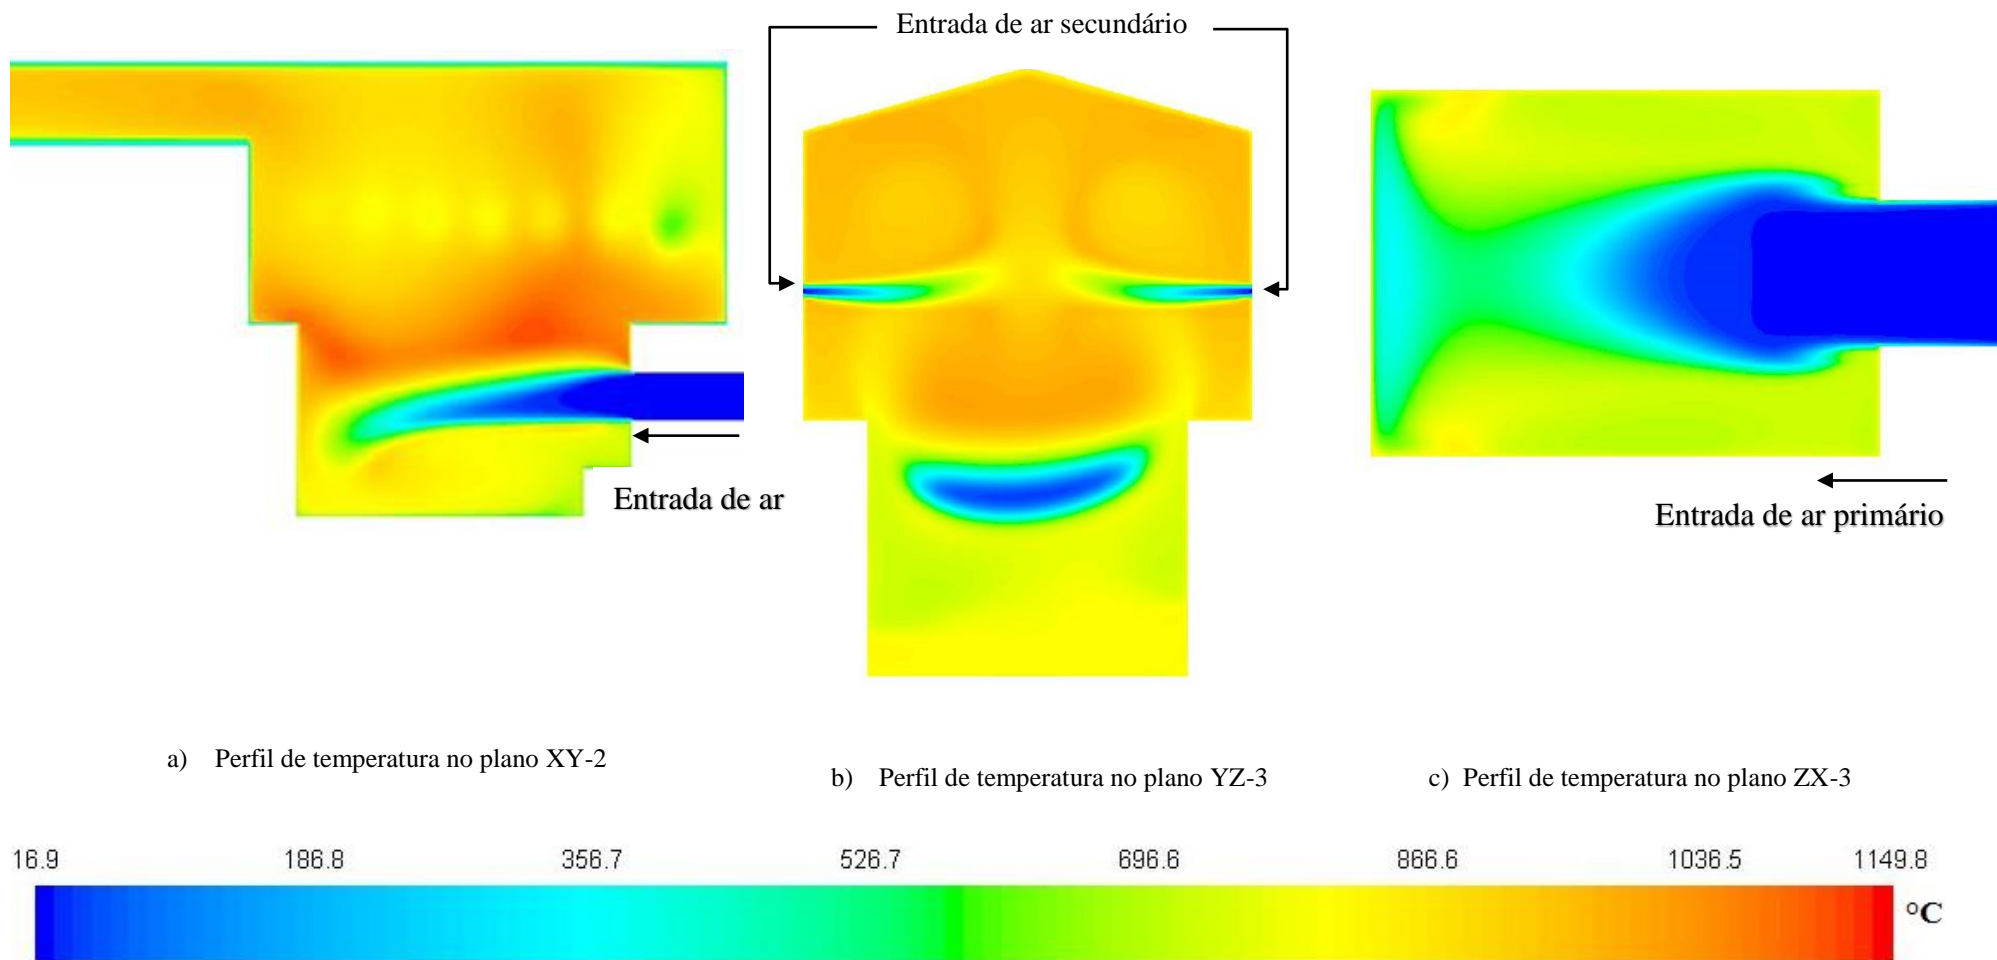 Entrada de ar secundário
Entrada de ar
Entrada de ar primário
a) Perfil de temperatura no plano XY-2
b) Perfil de temperatura no plano YZ-3
c) Perfil de temperatura no plano ZX-3
16.9 186.8 356.7 526.7 696.6 866.6 1036.5 1149.8
°C